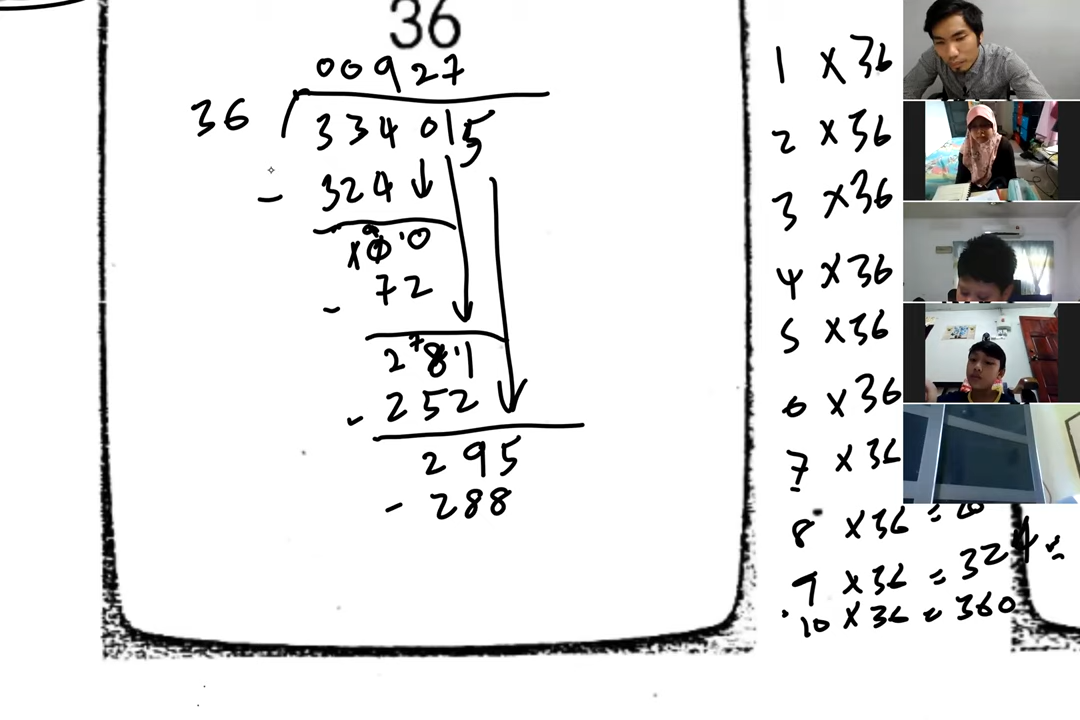 36
00927
36 334015
- 324
100
- 72
281
- 252
295
- 288
1 x 36
2 x 36
3 x 36
4 x 36
5 x 36
6 x 36
7 x 36
8 x 36 =
9 x 36 = 324
10 x 36 = 360